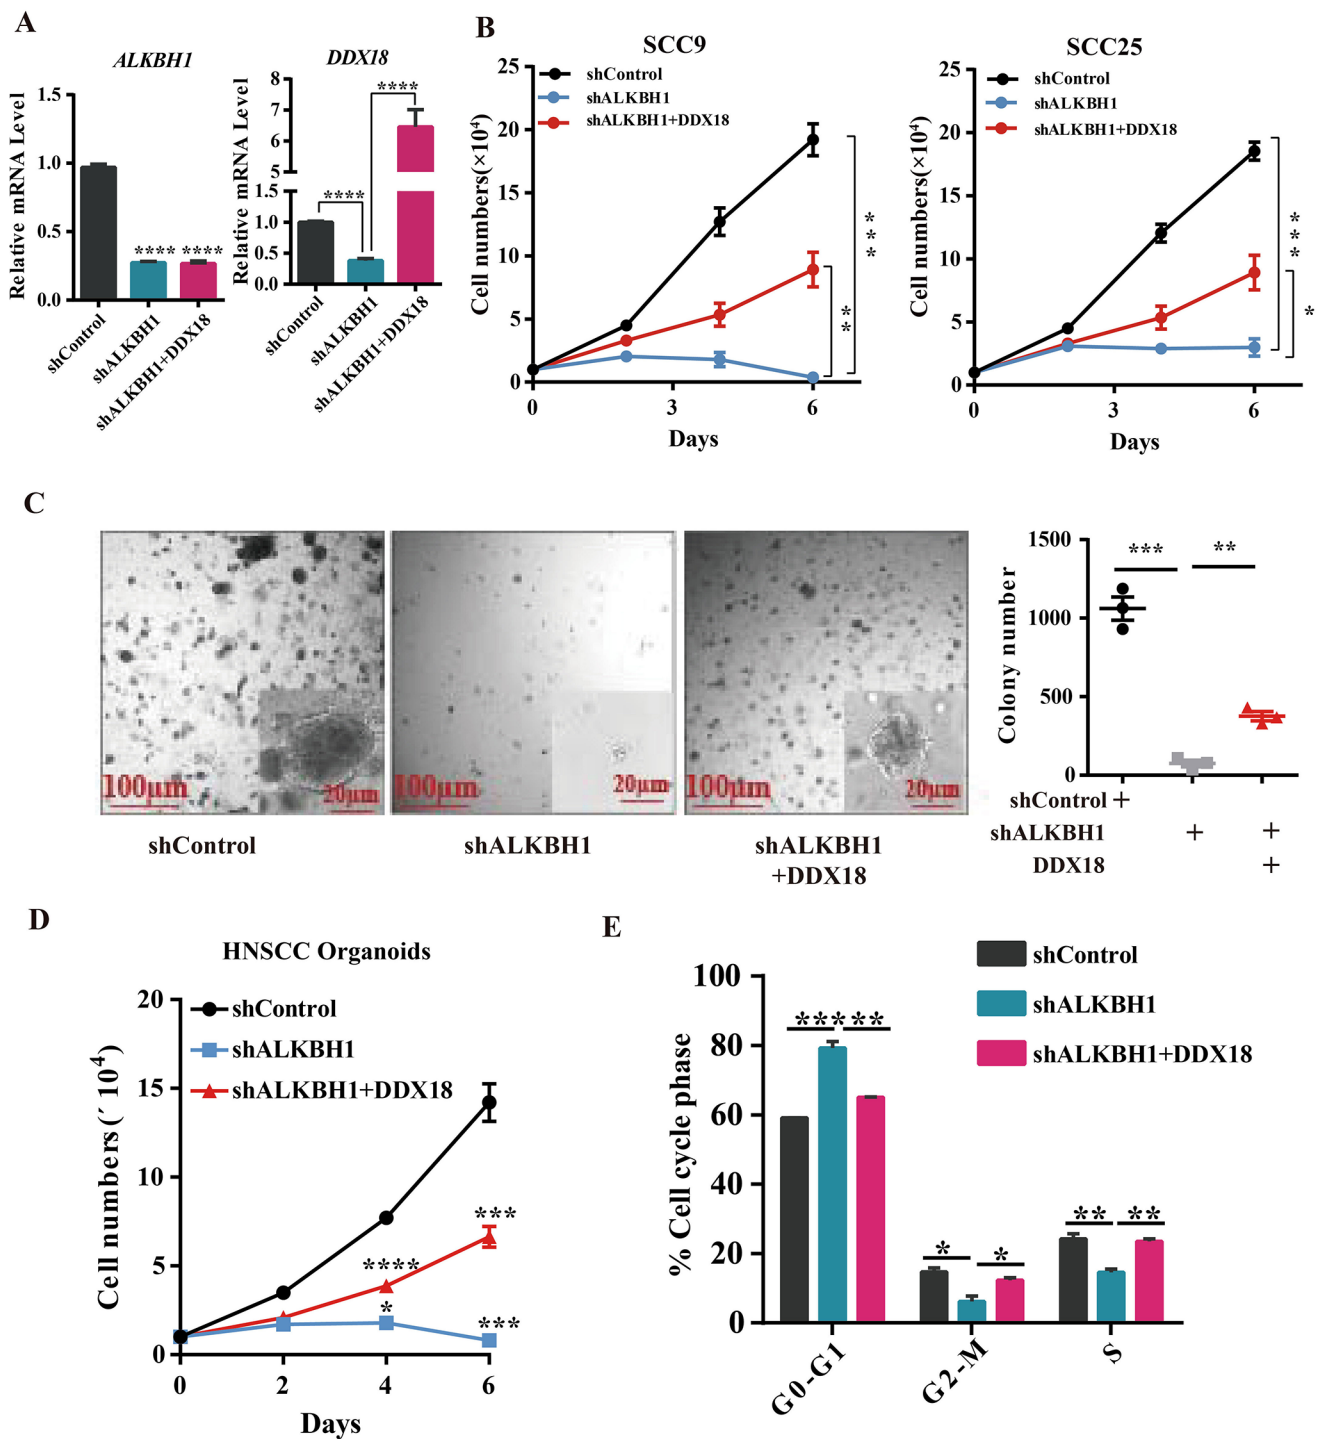 A
ALKBH1
Relative mRNA Level
1.5
1.0
0.5
0.0
****
****
shControl
shALKBH1
shALKBH1+DDX18
DDX18
Relative mRNA Level
8
7
6
5
1.5
1.0
0.5
0.0
****
****
shControl
shALKBH1
shALKBH1+DDX18
B
SCC9
shControl
shALKBH1
shALKBH1+DDX18
Cell numbers(×10⁴)
25
20
15
10
5
0
0
3
6
Days
***
**
SCC25
shControl
shALKBH1
shALKBH1+DDX18
Cell numbers(×10⁴)
25
20
15
10
5
0
0
3
6
Days
***
*
C
100μm
20μm
shControl
100μm
20μm
shALKBH1
100μm
20μm
shALKBH1
+DDX18
Colony number
1500
1000
500
0
***
**
shControl +
shALKBH1 + +
DDX18 +
D
HNSCC Organoids
shControl
shALKBH1
shALKBH1+DDX18
Cell numbers (´ 10⁴)
20
15
10
5
0
***
****
*
***
0
2
4
6
Days
E
shControl
shALKBH1
shALKBH1+DDX18
% Cell cycle phase
100
80
60
40
20
0
*** **
* *
** **
G0-G1
G2-M
S